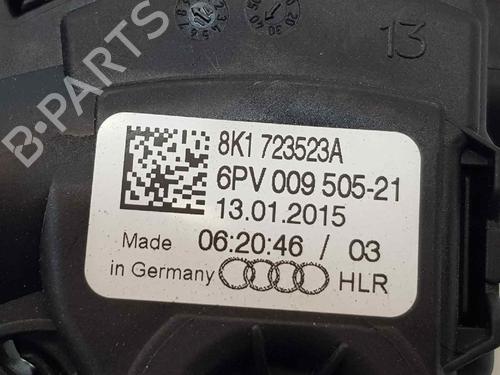 13
8K1 723523A
6PV 009 505-21
13.01.2015
Made 06:20:46 / 03
in Germany HLR
B-PARTS